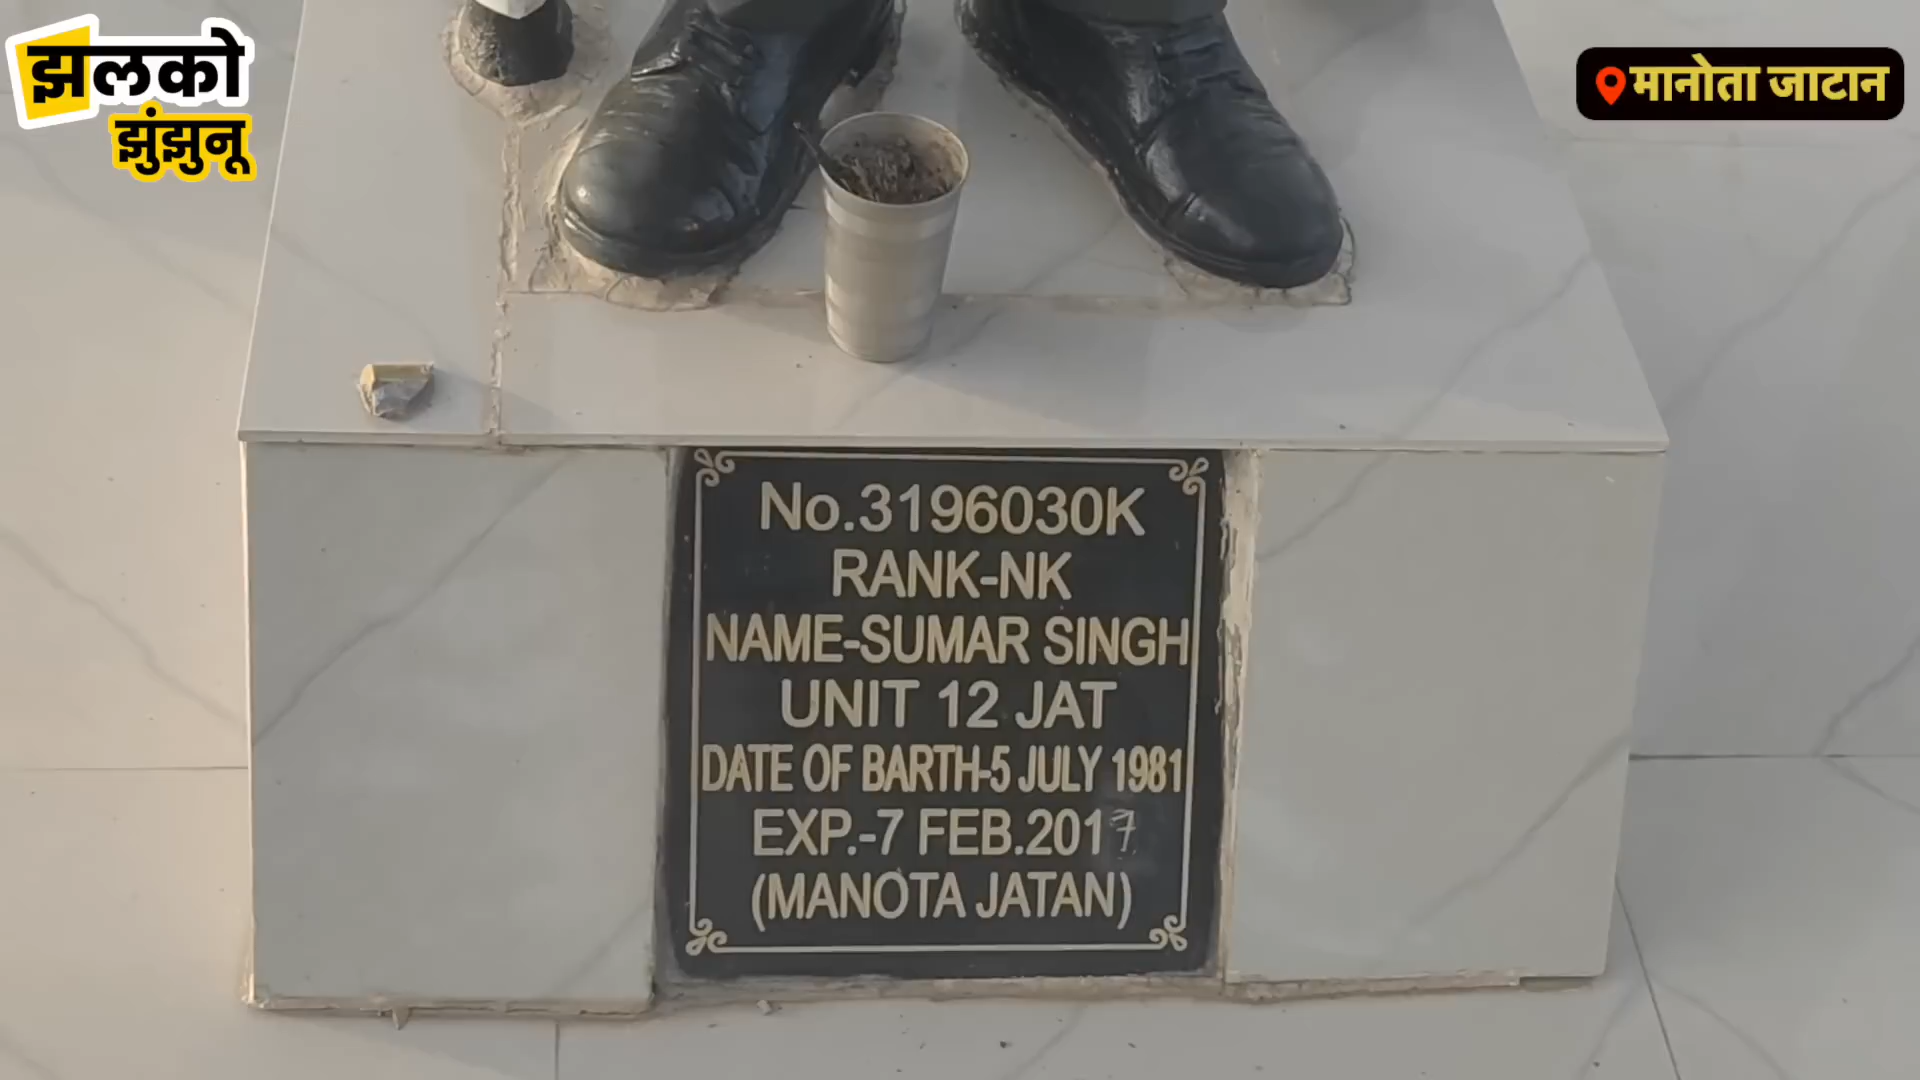 झलको
झुंझुनू
मानोता जाटान
No.3196030K
RANK-NK
NAME-SUMAR SINGH
UNIT 12 JAT
DATE OF BARTH-5 JULY 1981
EXP.-7 FEB.2017
(MANOTA JATAN)